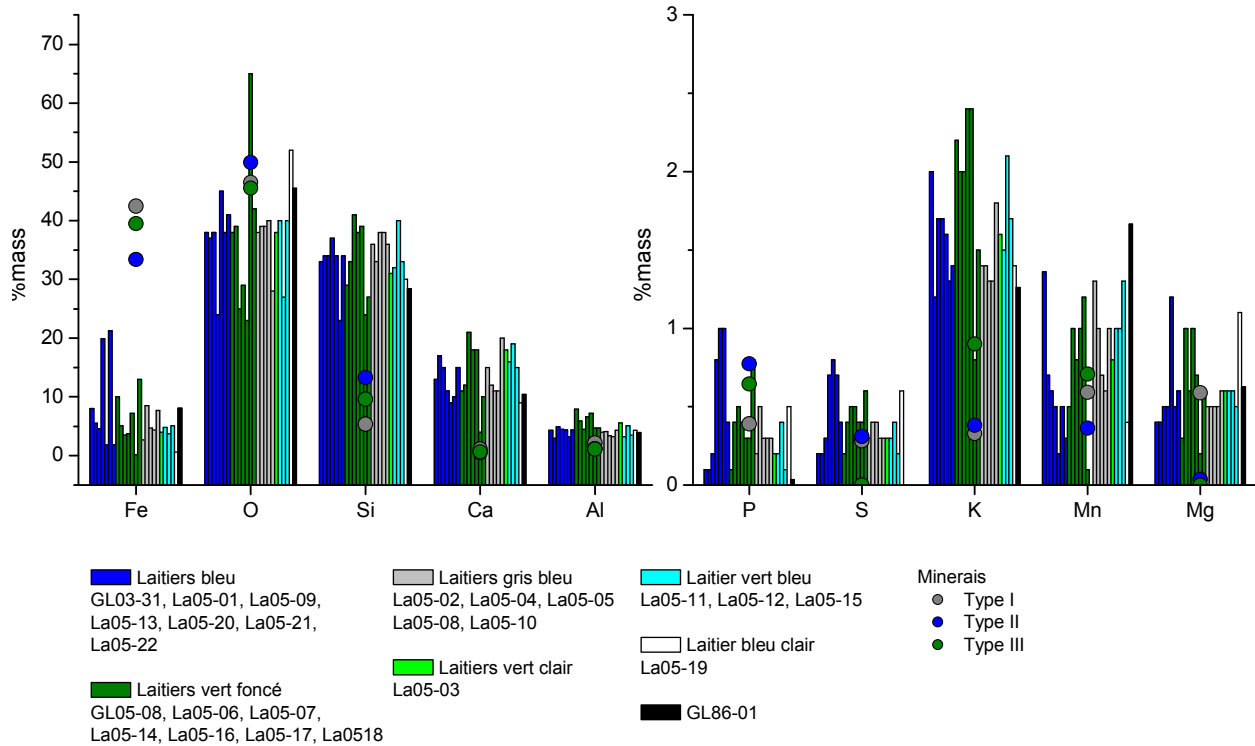 70
60
50
40
30
20
10
0
%mass
Fe O Si Ca Al
3
2
1
0
%mass
P S K Mn Mg
Laitiers bleu
GL03-31, La05-01, La05-09,
La05-13, La05-20, La05-21,
La05-22
Laitiers vert foncé
GL05-08, La05-06, La05-07,
La05-14, La05-16, La05-17, La0518
Laitiers gris bleu
La05-02, La05-04, La05-05
La05-08, La05-10
Laitiers vert clair
La05-03
Laitier vert bleu
La05-11, La05-12, La05-15
Laitier bleu clair
La05-19
GL86-01
Minerais
Type I
Type II
Type III